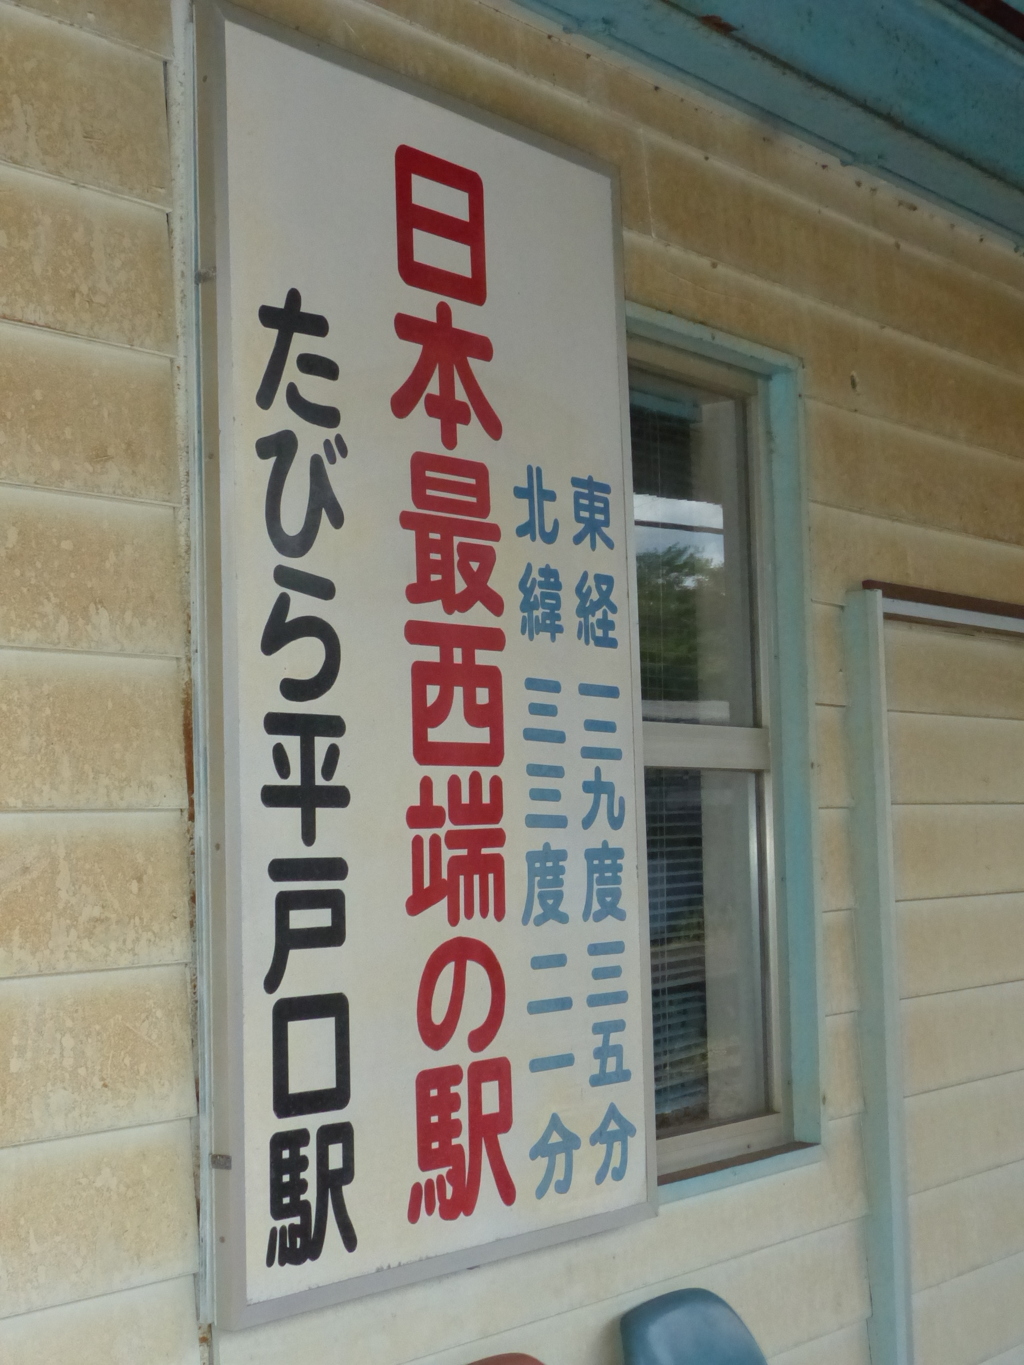 東経一二九度三五分
北緯三三度二一分
日本最西端の駅
たびら平戸口駅